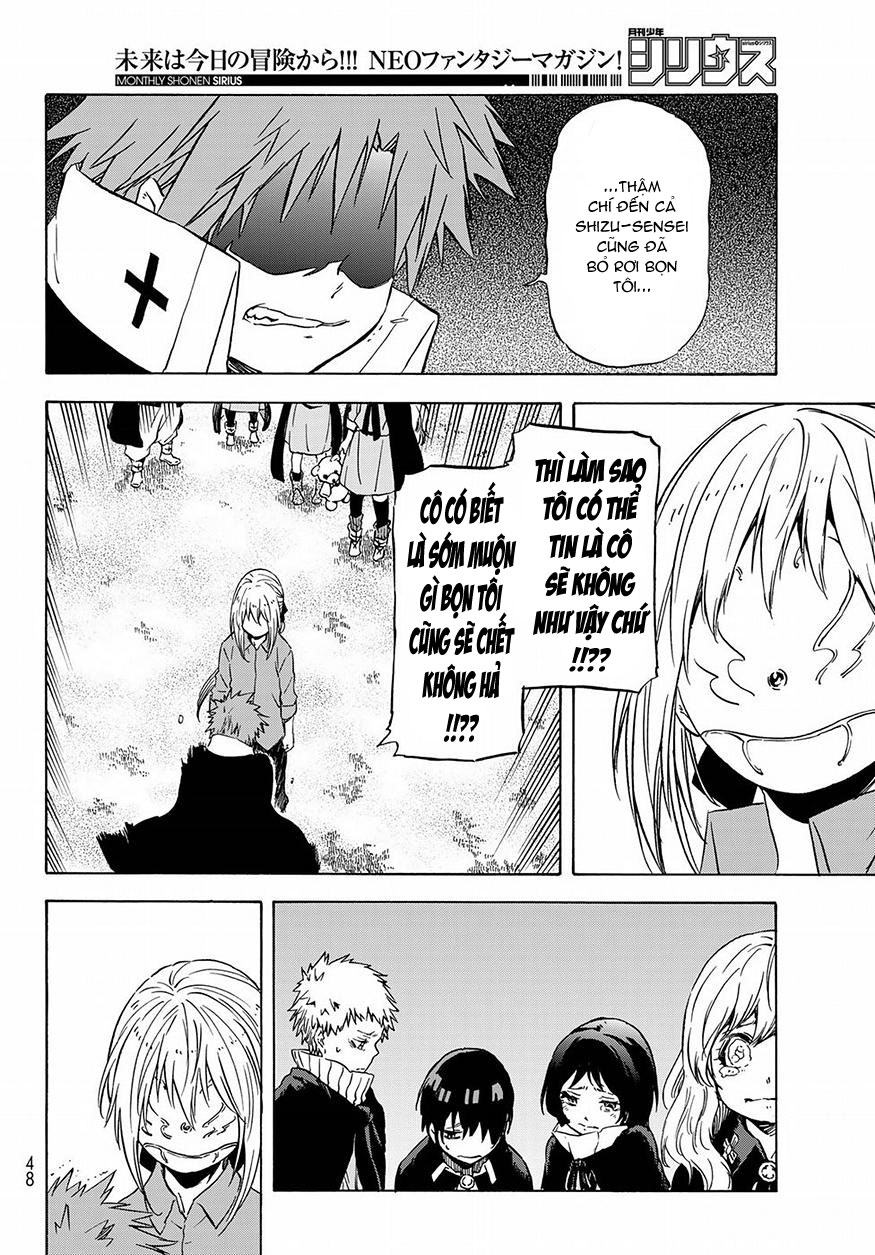 月刊少年
未来は今日の冒険から!!! NEOファンタジーマガジン!
シリウス
MONTHLY SHONEN SIRIUS
...THẬM
CHÍ ĐẾN CẢ
SHIZU-SENSEI
CŨNG ĐÃ
BỎ RƠI BỌN
TÔI...
THÌ LÀM SAO
TÔI CÓ THỂ
TIN LÀ CÔ
SẼ KHÔNG
NHƯ VẬY CHỨ
!!??
CÔ CÓ BIẾT
LÀ SỚM MUỘN
GÌ BỌN TÔI
CŨNG SẼ CHẾT
KHÔNG HẢ
!!??
48